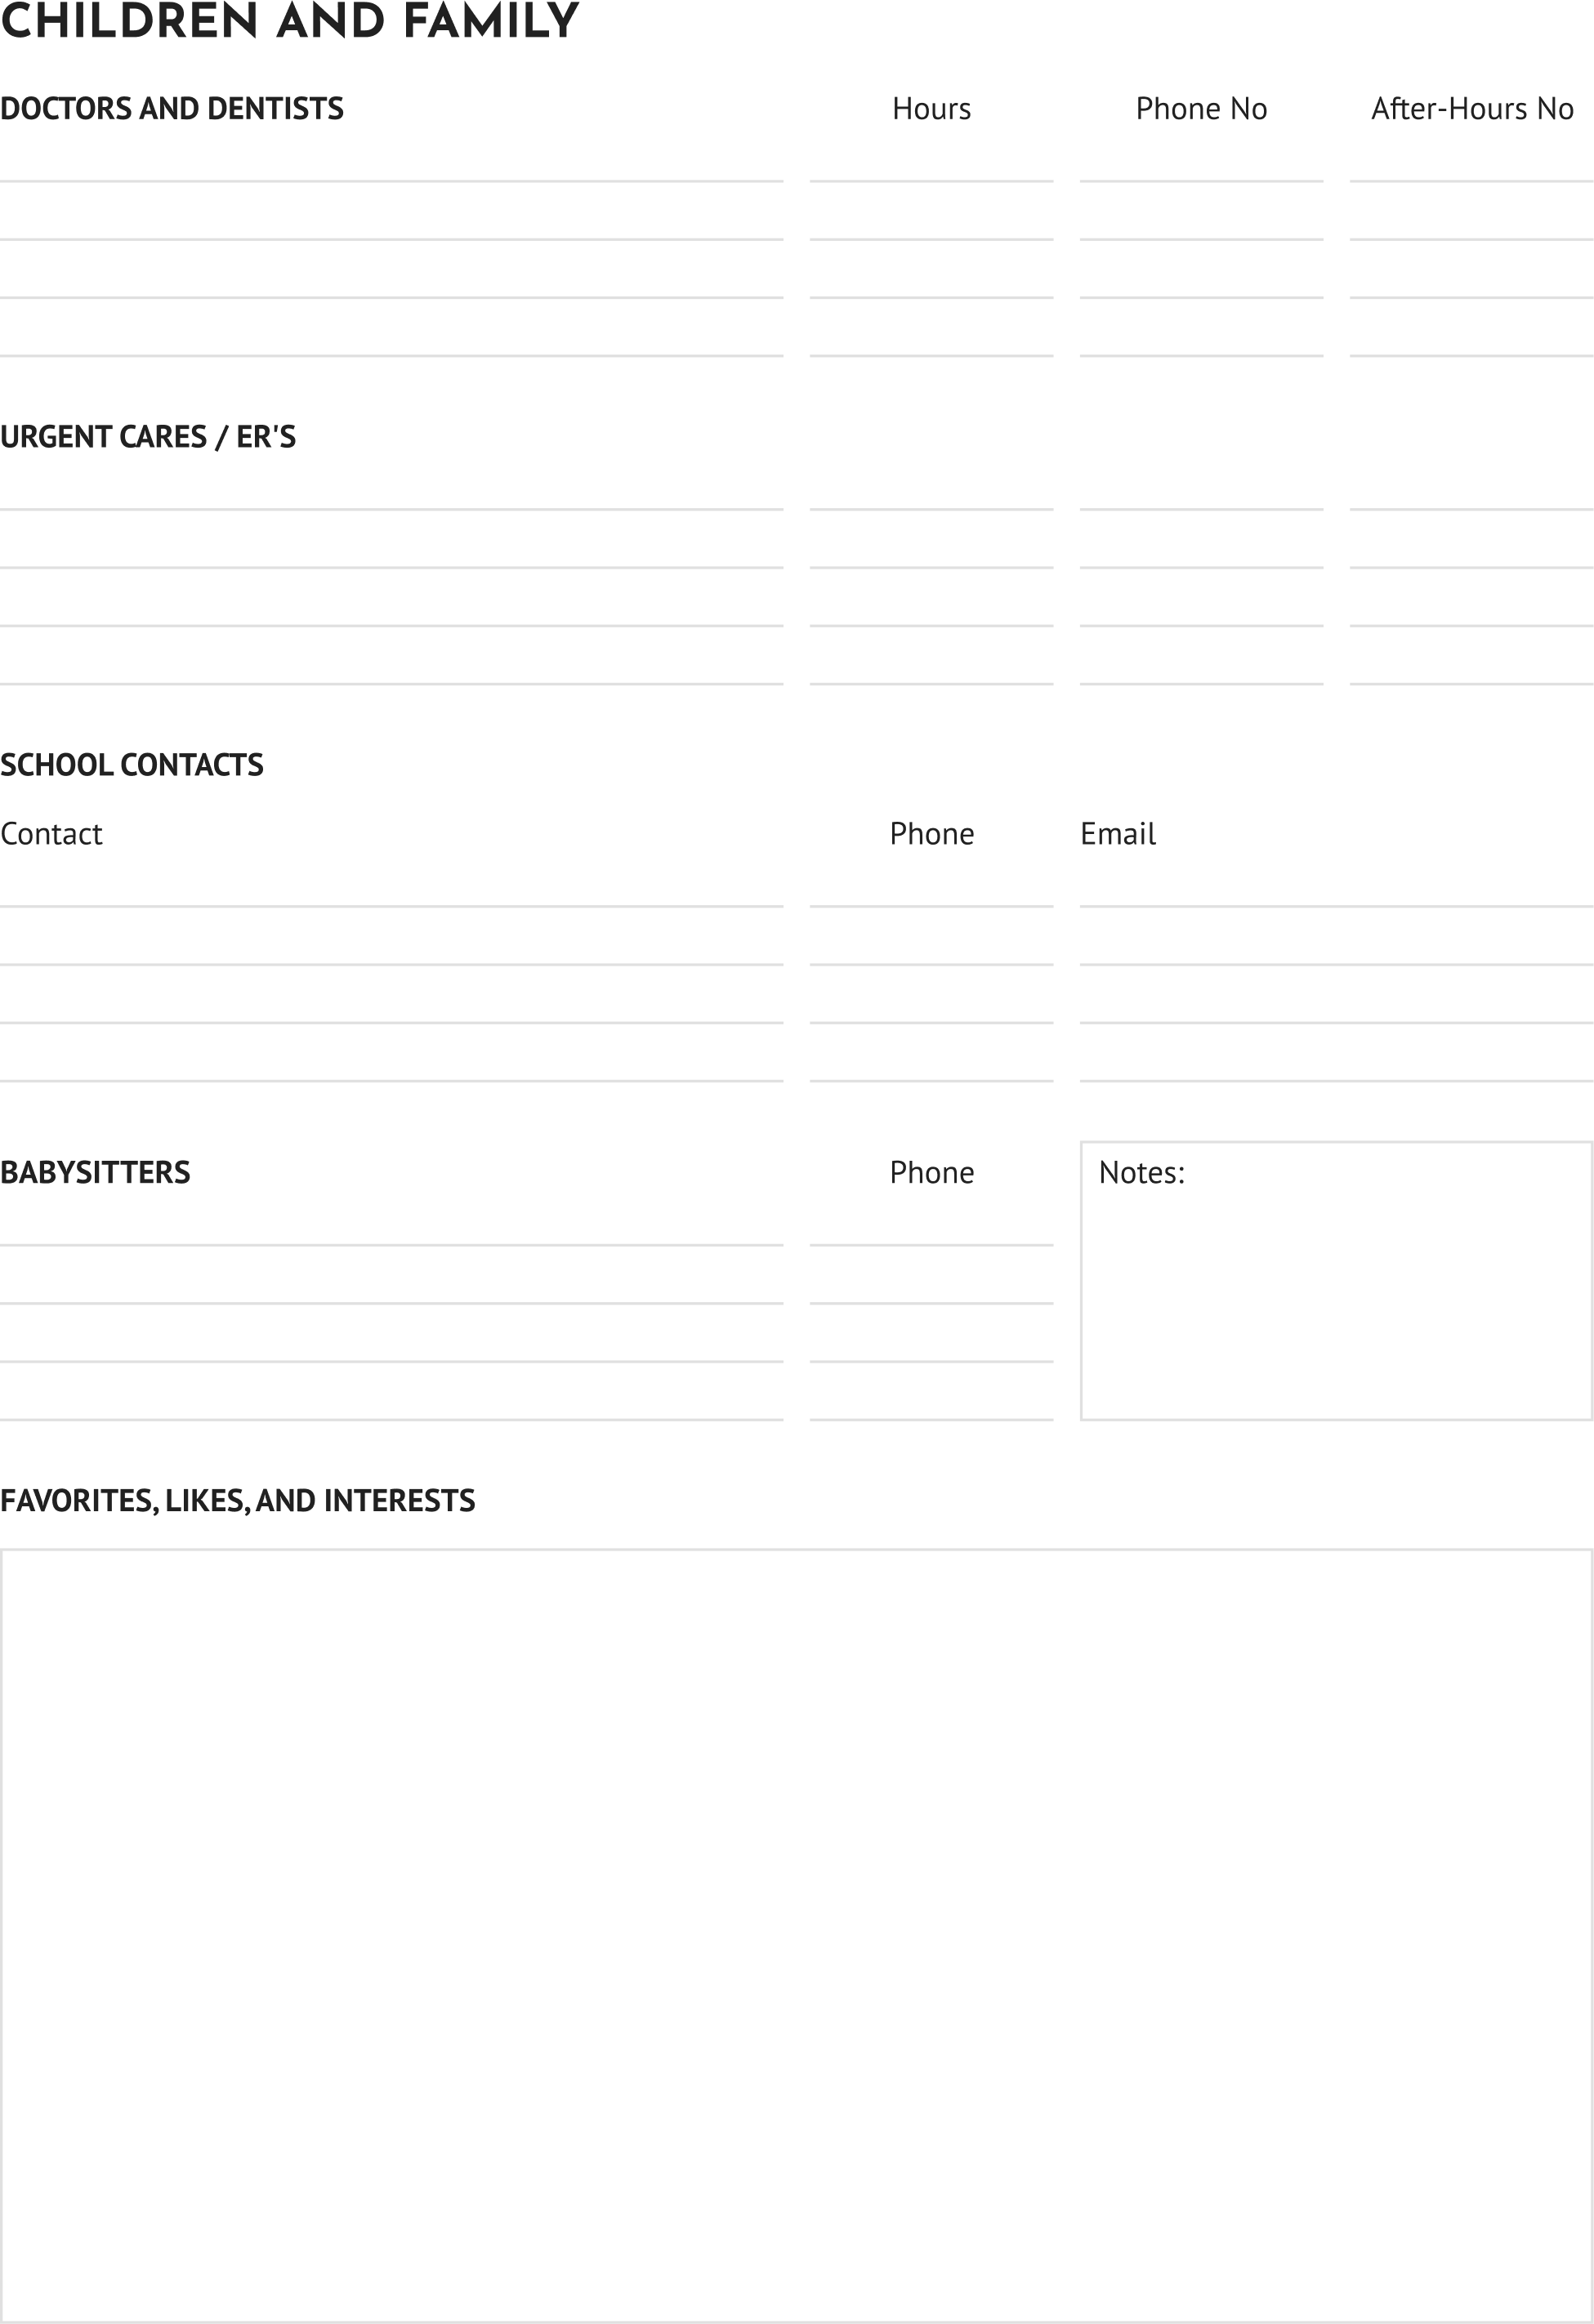 CHILDREN AND FAMILY
DOCTORS AND DENTISTS Hours Phone No After-Hours No
URGENT CARES / ER'S
SCHOOL CONTACTS
Contact Phone Email
BABYSITTERS Phone Notes:
FAVORITES, LIKES, AND INTERESTS